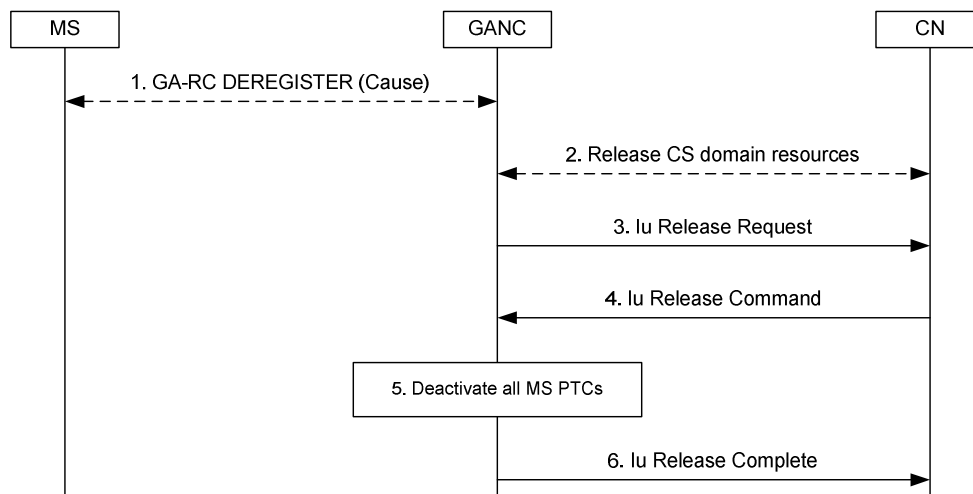 MS
GANC
CN
1. GA-RC DEREGISTER (Cause)
2. Release CS domain resources
3. Iu Release Request
4. Iu Release Command
5. Deactivate all MS PTCs
6. Iu Release Complete